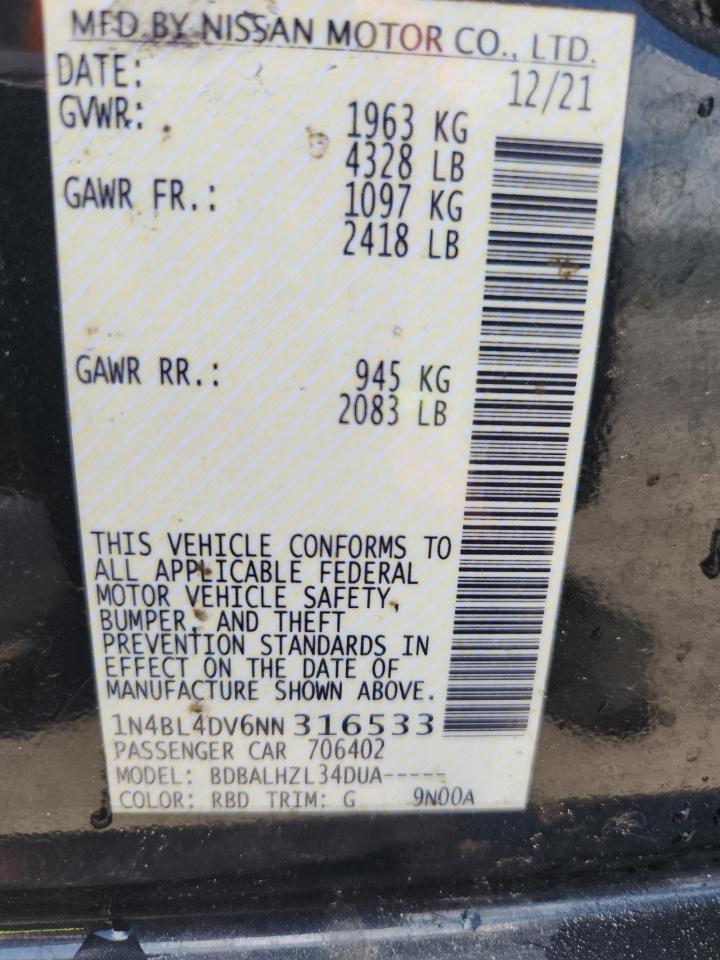 MFD BY NISSAN MOTOR CO., LTD.
DATE: 12/21
GVWR: 1963 KG
4328 LB
GAWR FR.: 1097 KG
2418 LB
GAWR RR.: 945 KG
2083 LB
THIS VEHICLE CONFORMS TO
ALL APPLICABLE FEDERAL
MOTOR VEHICLE SAFETY,
BUMPER, AND THEFT
PREVENTION STANDARDS IN
EFFECT ON THE DATE OF
MANUFACTURE SHOWN ABOVE.
1N4BL4DV6NN 316533
PASSENGER CAR 706402
MODEL: BDBALHZL34DUA-----
COLOR: RBD TRIM: G 9N00A